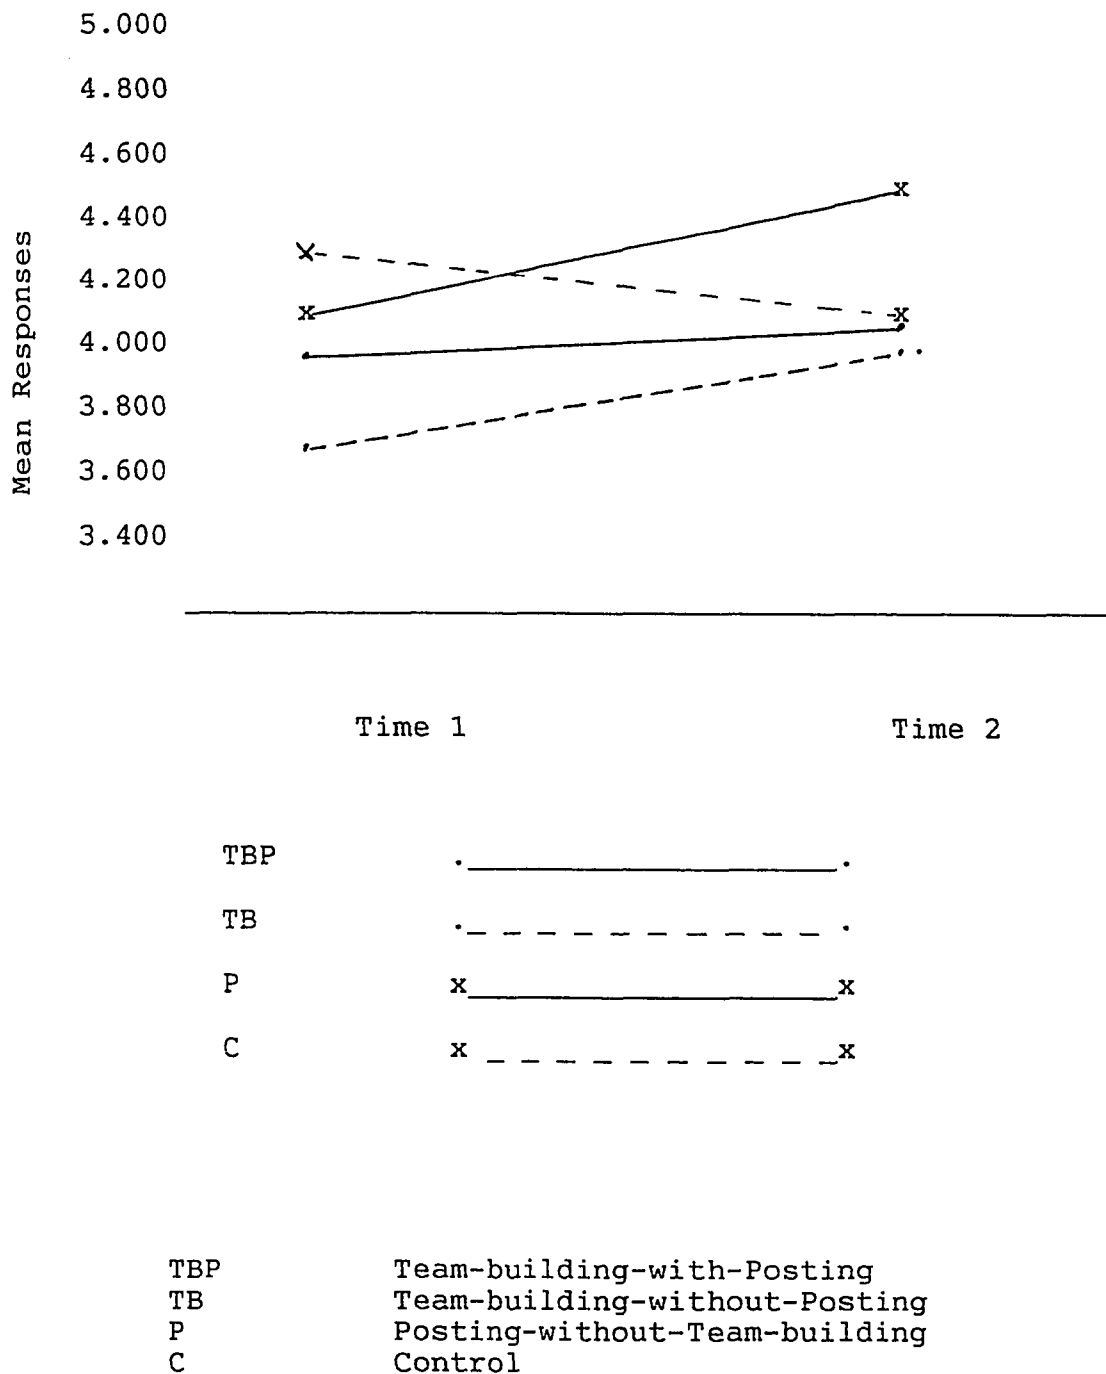 5.000
4.800
4.600
4.400
4.200
4.000
3.800
3.600
3.400
Mean Responses
Time 1 Time 2
TBP
TB
P x x
C x x
TBP Team-building-with-Posting
TB Team-building-without-Posting
P Posting-without-Team-building
C Control